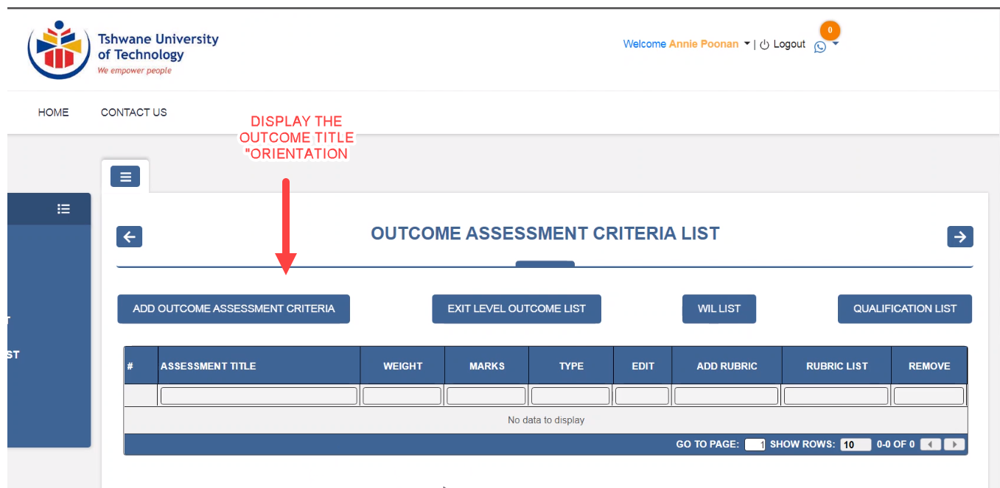 Tshwane University
of Technology
We empower people
Welcome Annie Poonan | Logout
0
HOME
CONTACT US
DISPLAY THE
OUTCOME TITLE
"ORIENTATION
OUTCOME ASSESSMENT CRITERIA LIST
ADD OUTCOME ASSESSMENT CRITERIA
EXIT LEVEL OUTCOME LIST
WIL LIST
QUALIFICATION LIST
ST
# ASSESSMENT TITLE WEIGHT MARKS TYPE EDIT ADD RUBRIC RUBRIC LIST REMOVE
No data to display
GO TO PAGE: 1 SHOW ROWS: 10 0-0 OF 0